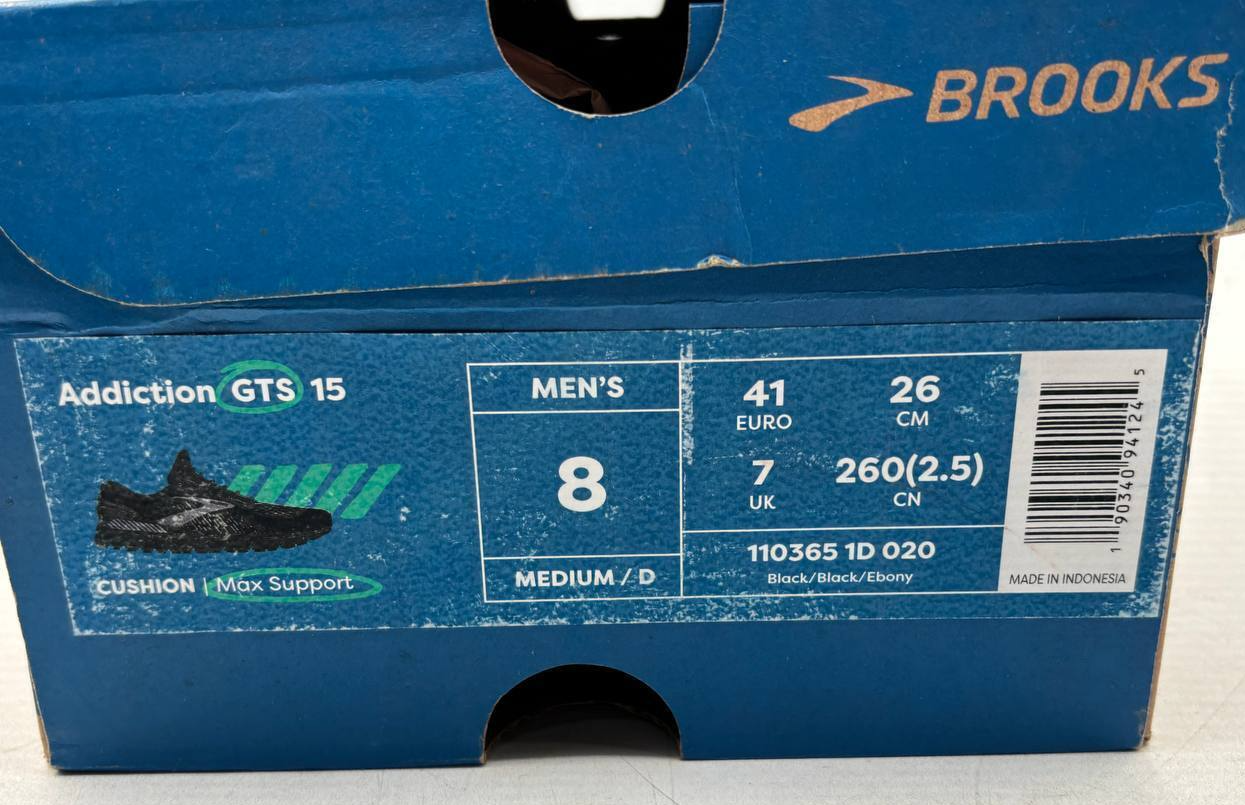 BROOKS
Addiction GTS 15
CUSHION | Max Support
MEN'S
8
MEDIUM / D
41
EURO
26
CM
7
UK
260(2.5)
CN
110365 1D 020
Black/Black/Ebony
1 90340 94124 5
MADE IN INDONESIA